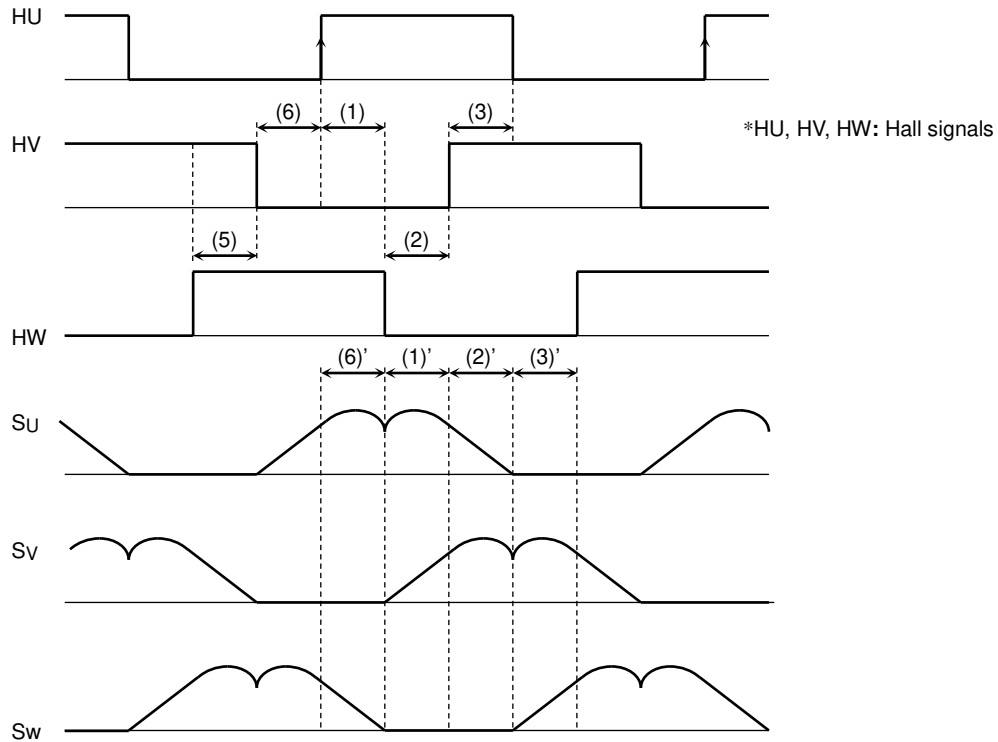 HU
(6) (1) (3)
*HU, HV, HW: Hall signals
HV
(5) (2)
HW
(6)’ (1)’ (2)’ (3)’
SU
SV
SW